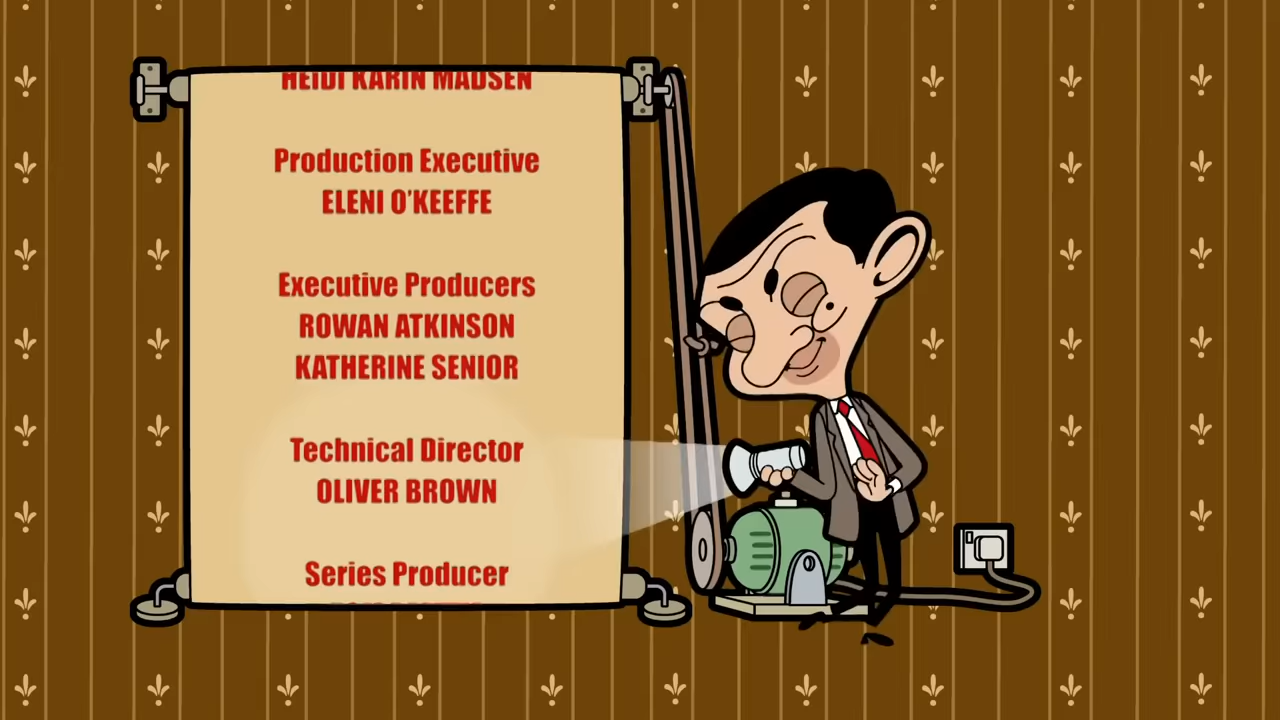 HEIDI KARIN MADSEN
Production Executive
ELENI O'KEEFFE
Executive Producers
ROWAN ATKINSON
KATHERINE SENIOR
Technical Director
OLIVER BROWN
Series Producer